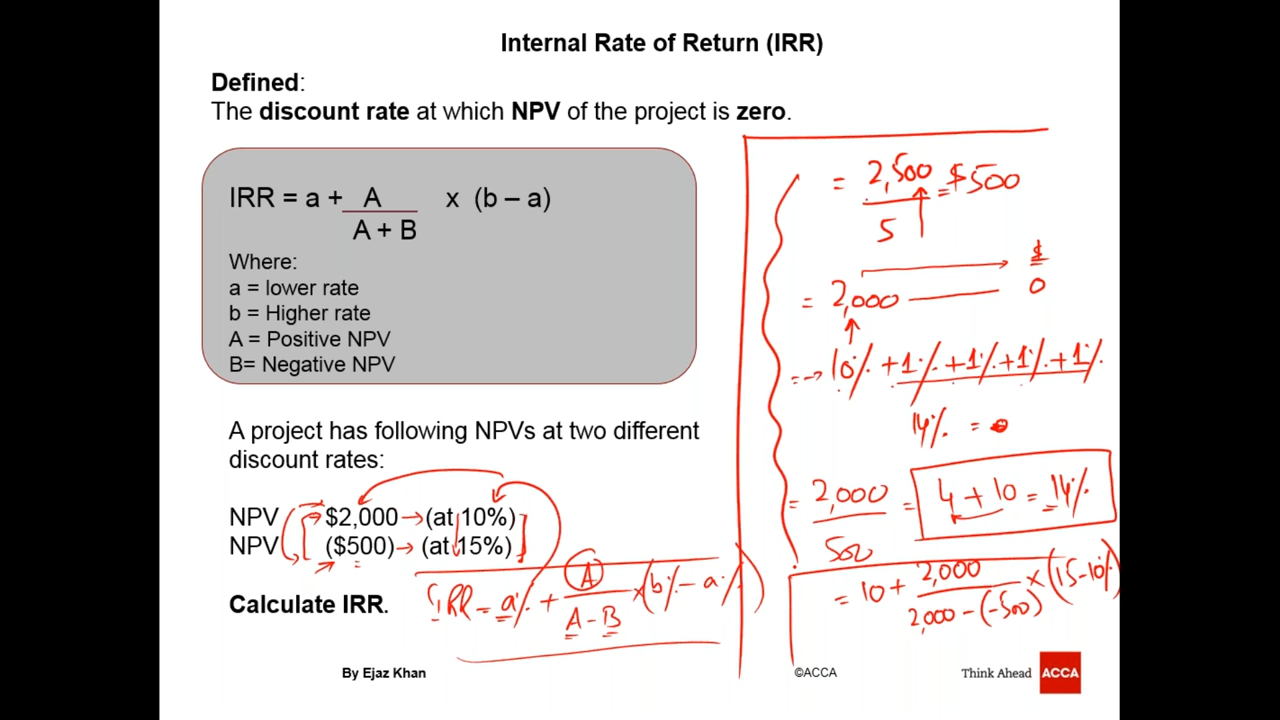 Internal Rate of Return (IRR)
Defined:
The discount rate at which NPV of the project is zero.
IRR = a + A x (b – a)
A + B
Where:
a = lower rate
b = Higher rate
A = Positive NPV
B= Negative NPV
A project has following NPVs at two different
discount rates:
NPV $2,000 → (at 10%)
NPV ($500) → (at 15%)
Calculate IRR.
IRR = a% + A × (b% – a%)
A – B
= 2,500 = $500
5
$
= 2,000 0
= → 10% + 1% + 1% + 1% + 1%
14% =
= 2,000 = 4 + 10 = 14%
500
= 10 + 2,000 × (15 - 10%)
2,000 - (-500)
By Ejaz Khan
©ACCA
Think Ahead ACCA